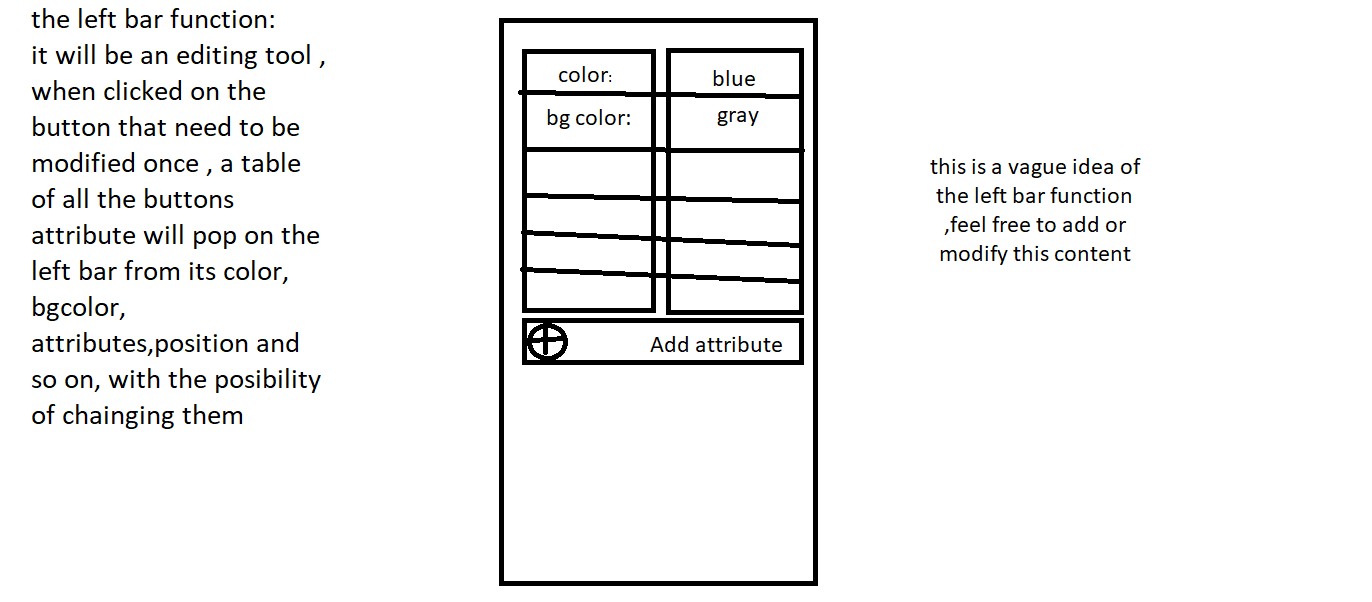 the left bar function:
it will be an editing tool ,
when clicked on the
button that need to be
modified once , a table
of all the buttons
attribute will pop on the
left bar from its color,
bgcolor,
attributes,position and
so on, with the posibility
of chainging them
color: blue
bg color: gray
Add attribute
this is a vague idea of
the left bar function
,feel free to add or
modify this content